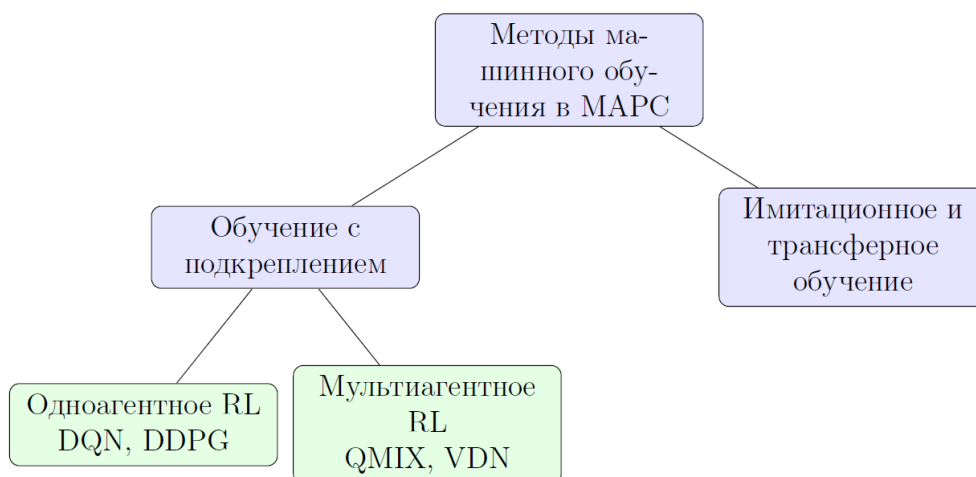 Методы ма-
шинного обу-
чения в МАРС
Обучение с
подкреплением
Имитационное и
трансферное
обучение
Одноагентное RL
DQN, DDPG
Мультиагентное
RL
QMIX, VDN